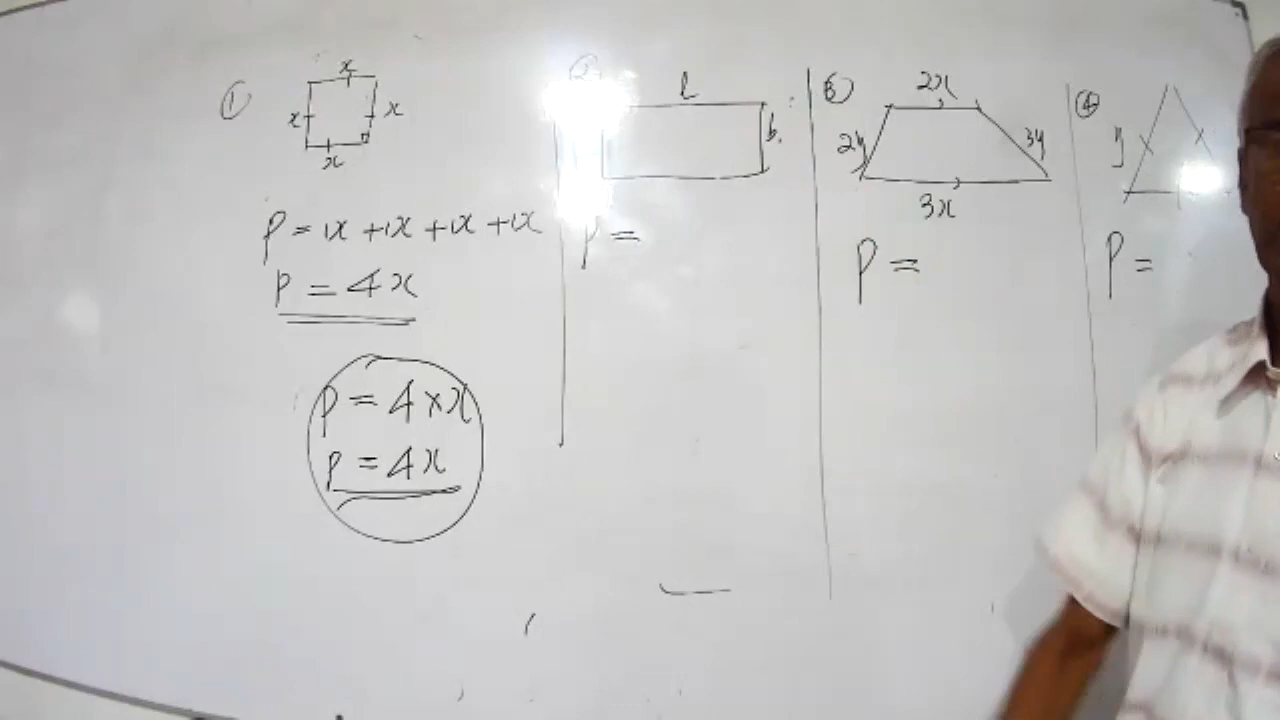 ①
x
x
x
x
P = 1x + 1x + 1x + 1x
P = 4x
P = 4 × x
P = 4x
l
b
P =
③
2x
2y
3y
3x
P =
④
y
P =